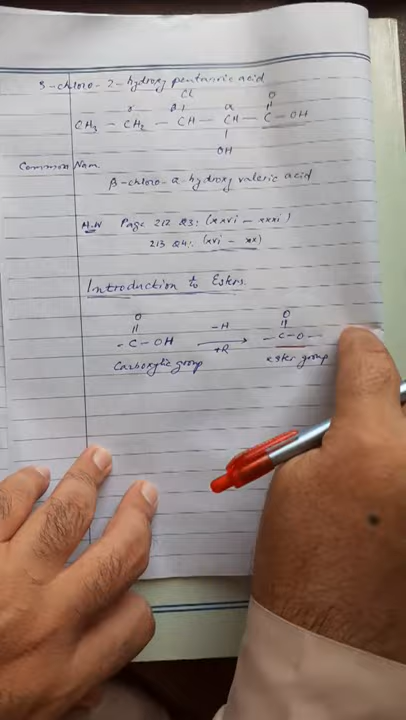 3-chloro-2-hydroxy pentanoic acid
Cl O
γ β | α ||
CH3 - CH2 - CH - CH - C - OH
|
OH
Common Nam
β-chloro-α-hydroxy valeric acid
H.W Page 212 Q3: (xxvi - xxxi)
213 Q4: (xvi - xx)
Introduction to Esters.
O O
|| -H ||
- C - OH → - C - O -
+R
Carboxylic group ester group